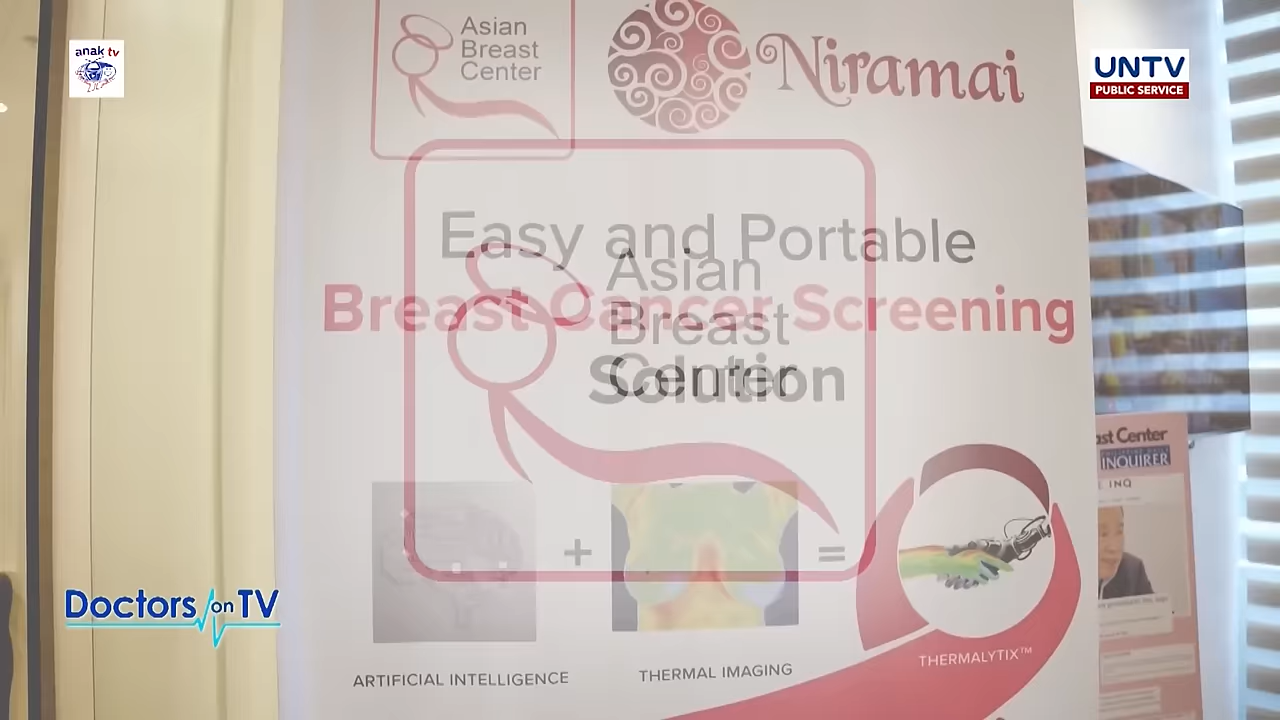 anak tv
Asian
Breast
Center
Niramai
UNTV
PUBLIC SERVICE
Easy and Portable
Breast Cancer Screening
Solution
Asian
Breast
Center
ast Center
INQUIRER
INQ
ARTIFICIAL INTELLIGENCE
+
THERMAL IMAGING
=
THERMALYTIX™
Doctors on TV